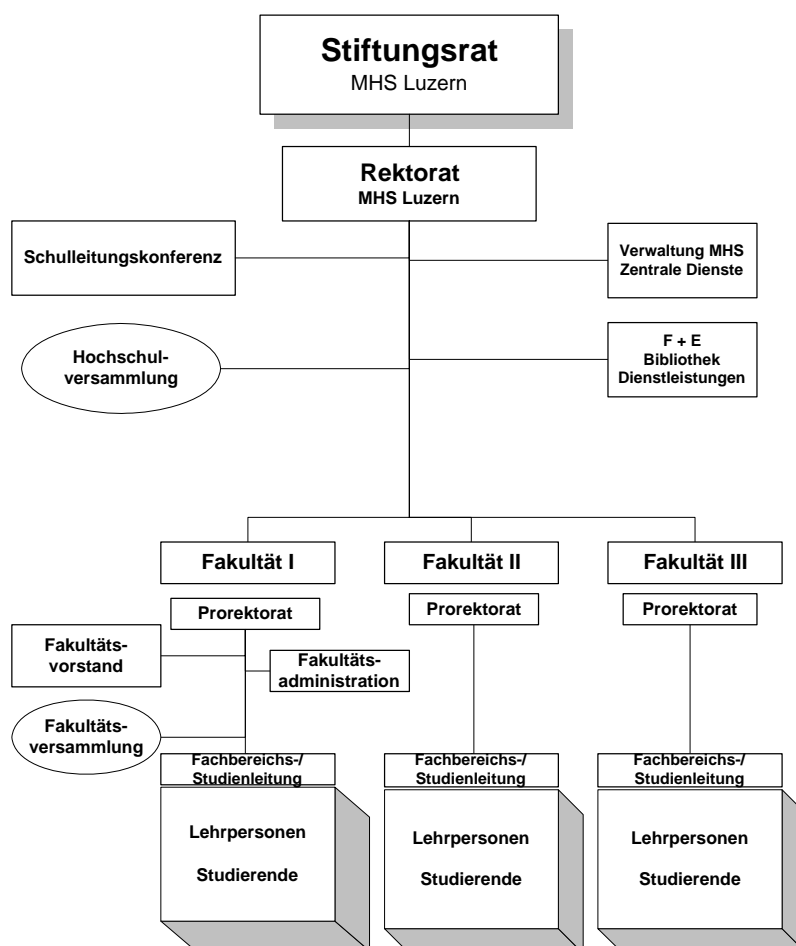 Stiftungsrat
MHS Luzern
Rektorat
MHS Luzern
Schulleitungskonferenz
Verwaltung MHS
Zentrale Dienste
Hochschul-
versammlung
F + E
Bibliothek
Dienstleistungen
Fakultät I
Fakultät II
Fakultät III
Prorektorat
Prorektorat
Prorektorat
Fakultäts-
vorstand
Fakultäts-
administration
Fakultäts-
versammlung
Fachbereichs-/
Studienleitung
Fachbereichs-/
Studienleitung
Fachbereichs-/
Studienleitung
Lehrpersonen
Studierende
Lehrpersonen
Studierende
Lehrpersonen
Studierende